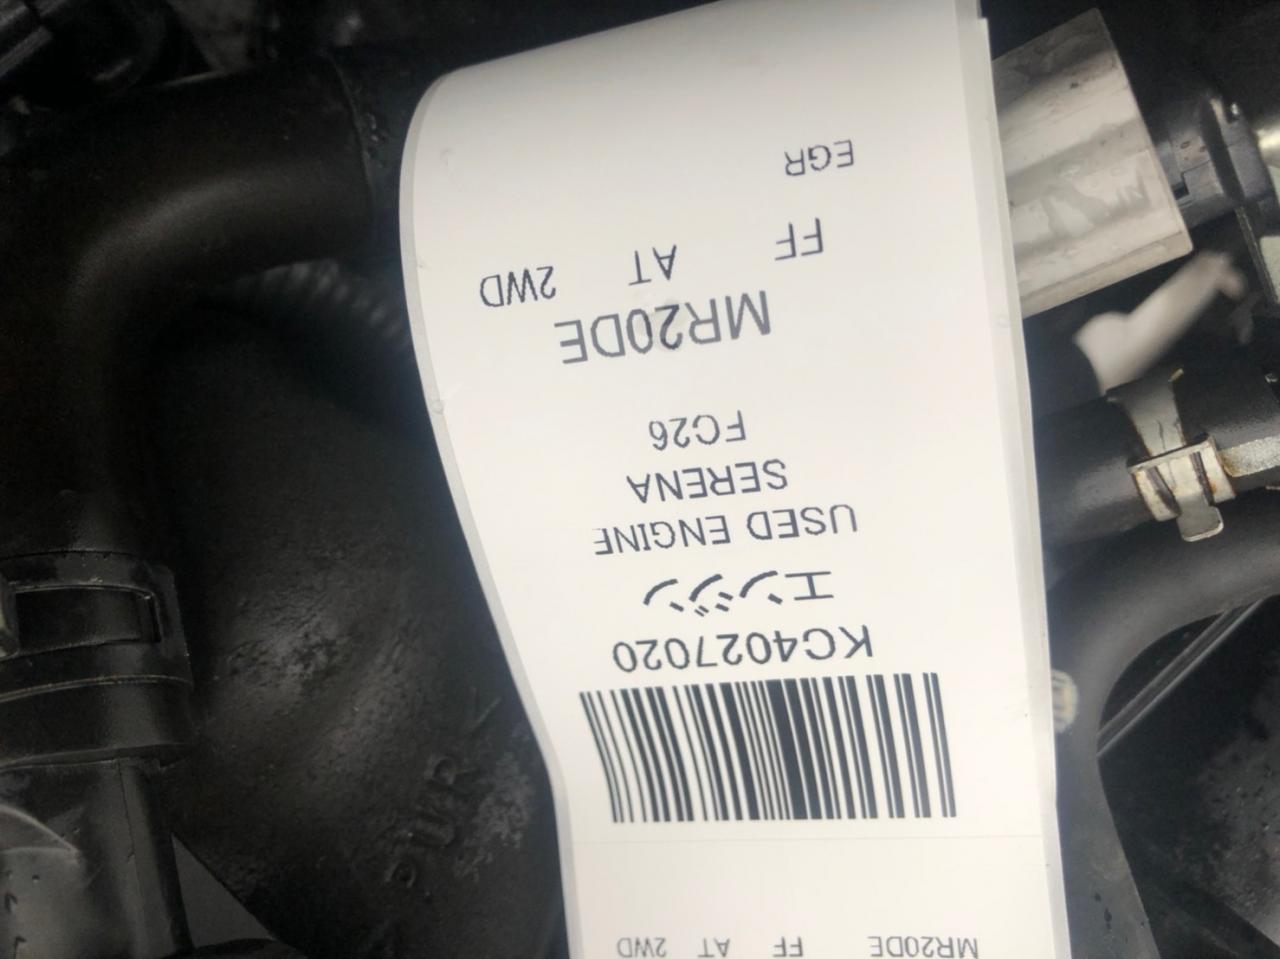 MR20DE FF AT 2WD
KC4027020
エンジン
USED ENGINE
SERENA
FC26
MR20DE
FF AT 2WD
EGR